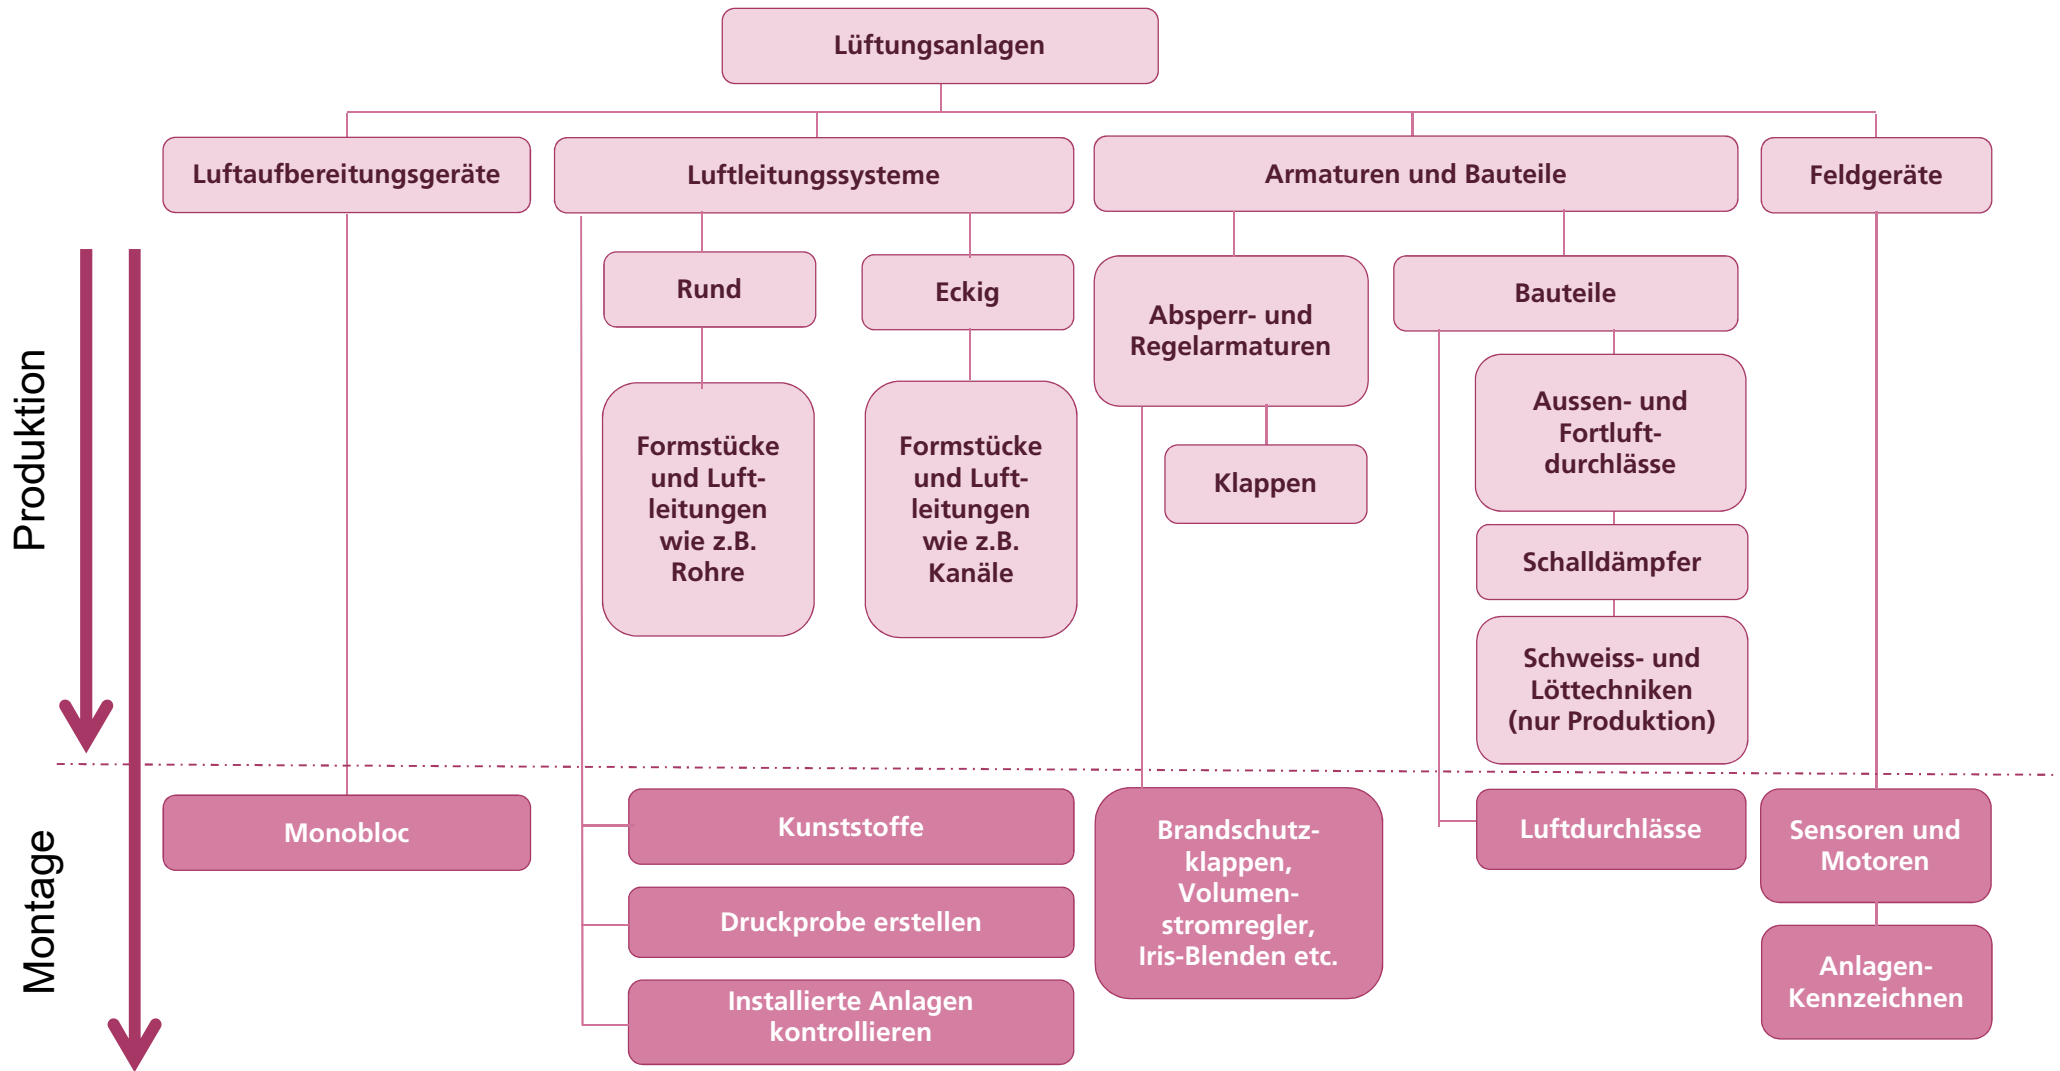 Lüftungsanlagen
Luftaufbereitungsgeräte
Luftleitungssysteme
Armaturen und Bauteile
Feldgeräte
Produktion
Rund
Eckig
Absperr- und
Regelarmaturen
Bauteile
Formstücke
und Luft-
leitungen
wie z.B.
Rohre
Formstücke
und Luft-
leitungen
wie z.B.
Kanäle
Klappen
Aussen- und
Fortluft-
durchlässe
Schalldämpfer
Schweiss- und
Löttechniken
(nur Produktion)
Montage
Monobloc
Kunststoffe
Druckprobe erstellen
Installierte Anlagen
kontrollieren
Brandschutz-
klappen,
Volumen-
stromregler,
Iris-Blenden etc.
Luftdurchlässe
Sensoren und
Motoren
Anlagen-
Kennzeichnen